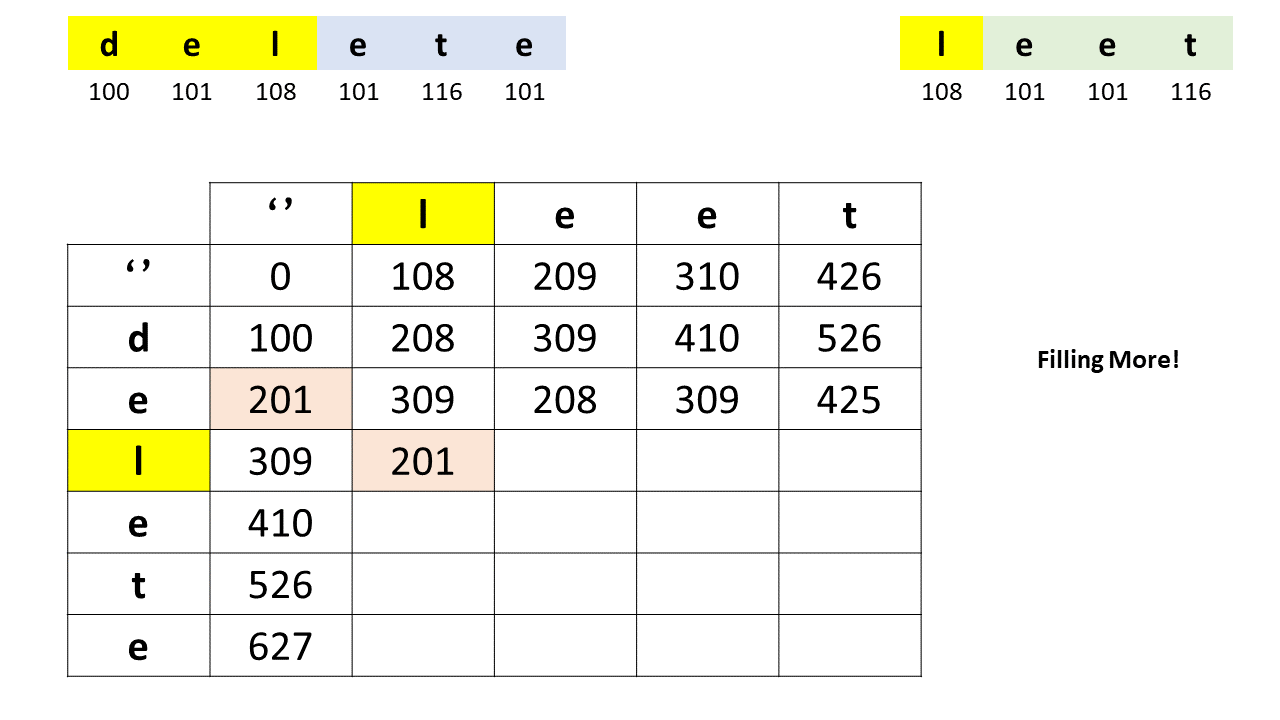 d e l e t e
100 101 108 101 116 101
l e e t
108 101 101 116
‘’ l e e t
‘’ 0 108 209 310 426
d 100 208 309 410 526
e 201 309 208 309 425
l 309 201
e 410
t 526
e 627
Filling More!